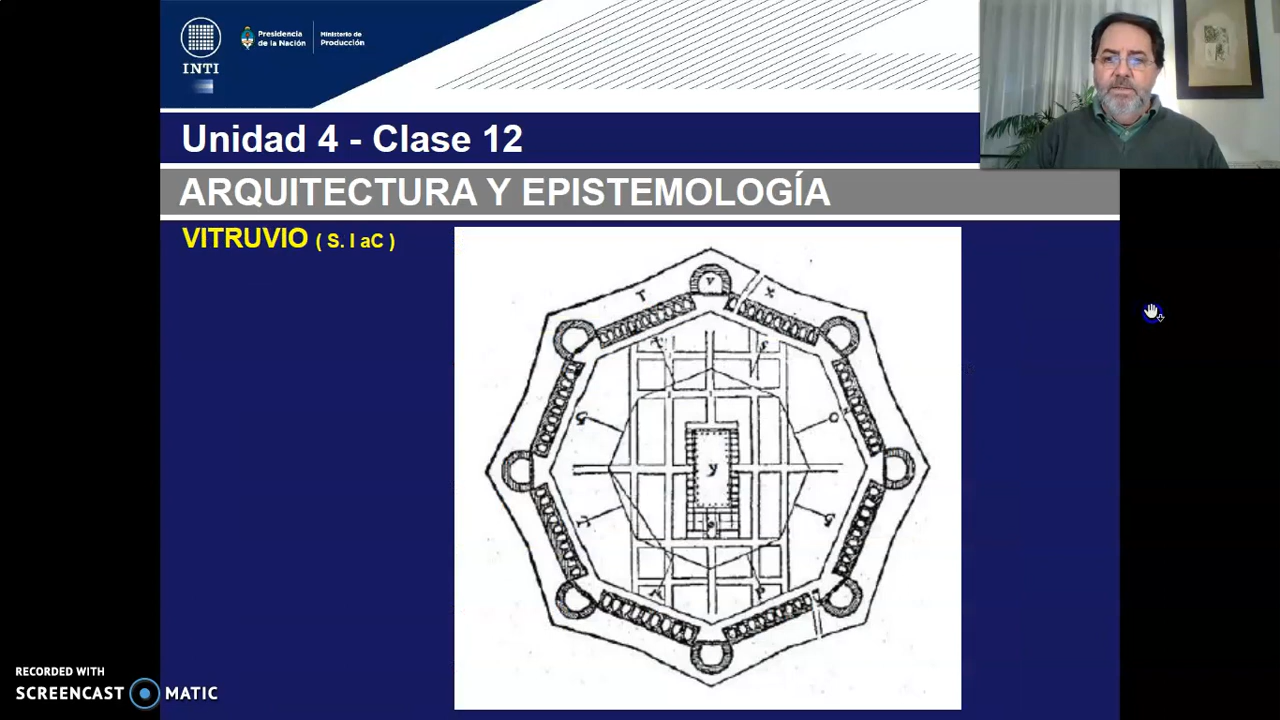 INTI
Presidencia
de la Nación
Ministerio de
Producción
Unidad 4 - Clase 12
ARQUITECTURA Y EPISTEMOLOGÍA
VITRUVIO ( S. I aC )
V
T
X
y
RECORDED WITH
SCREENCAST MATIC